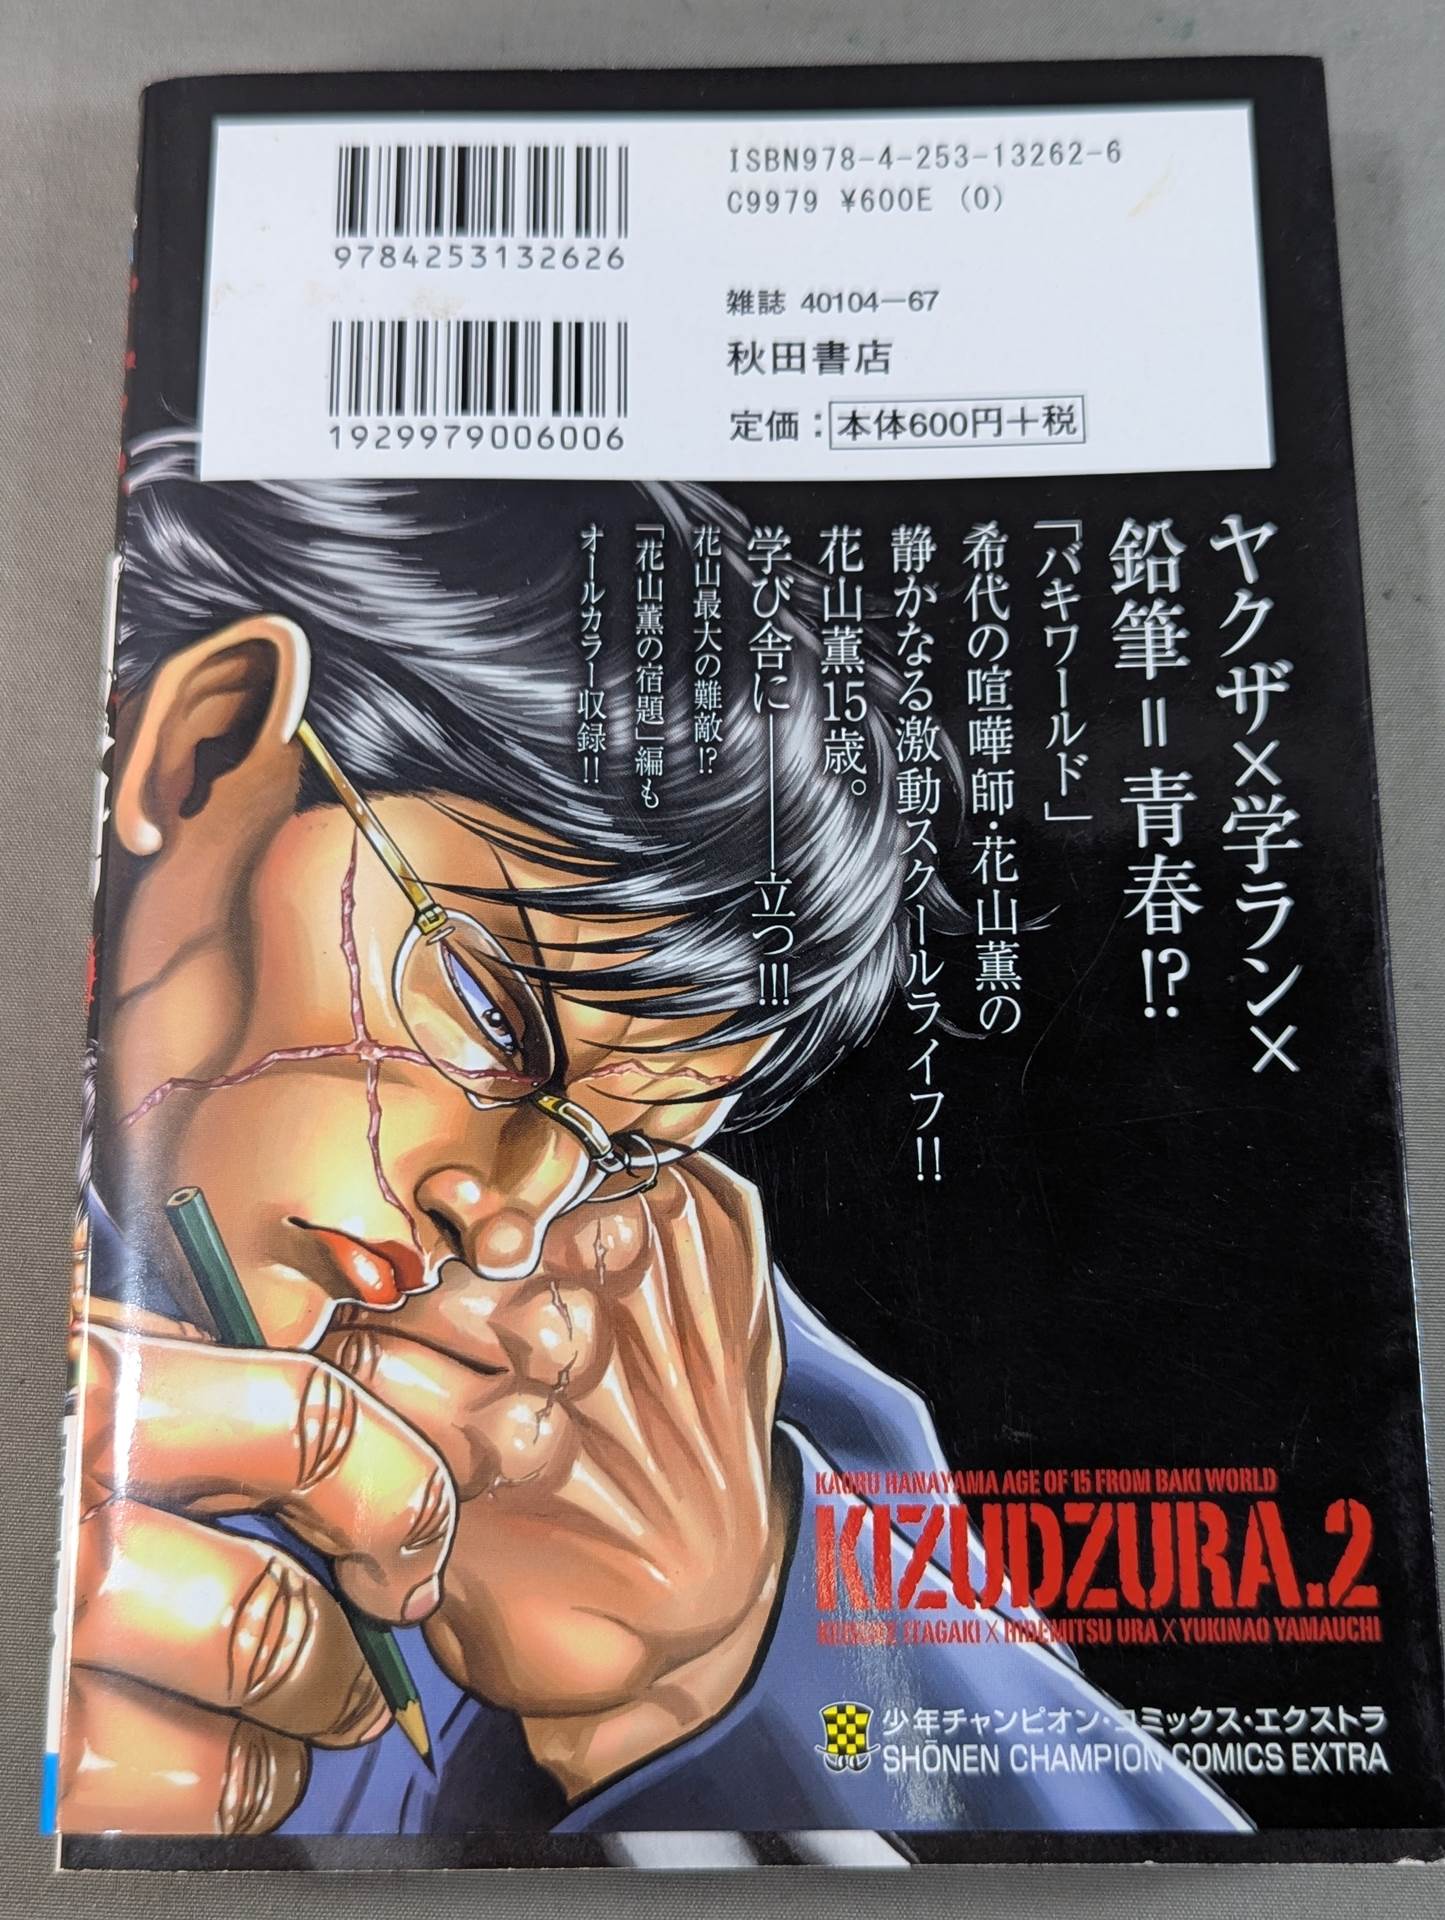 ISBN978-4-253-13262-6
C9979 ¥600E (0)
9784253132626
雑誌 40104-67
秋田書店
定価：本体600円+税
1929979006006
ヤクザ×学ラン×
鉛筆=青春!?
「バキワールド」
希代の喧嘩師・花山薫の
静かなる激動スクールライフ!!
花山薫15歳。
学び舎に――立つ!!!
花山最大の難敵!?
『花山薫の宿題』編も
オールカラー収録!!
KAORU HANAYAMA AGE OF 15 FROM BAKI WORLD
KIZUDZURA.2
KEISUKE ITAGAKI×HIDEMITSU URA×YUKINAO YAMAUCHI
少年チャンピオン・コミックス・エクストラ
SHŌNEN CHAMPION COMICS EXTRA